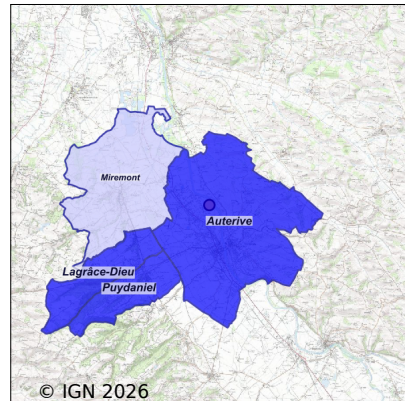 Miremont
Auterive
Lagrâce-Dieu
Puydaniel
© IGN 2026